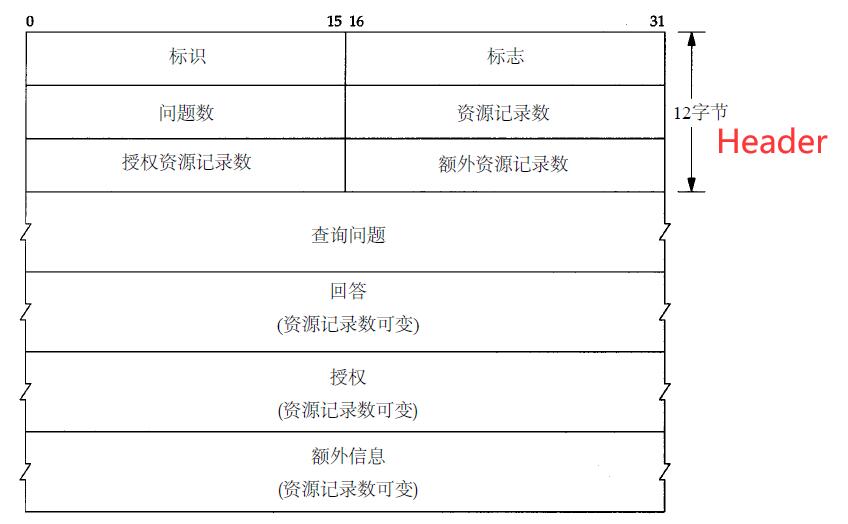 0 15 16 31
标识 标志
问题数 资源记录数
12字节
Header
授权资源记录数 额外资源记录数
查询问题
回答
(资源记录数可变)
授权
(资源记录数可变)
额外信息
(资源记录数可变)